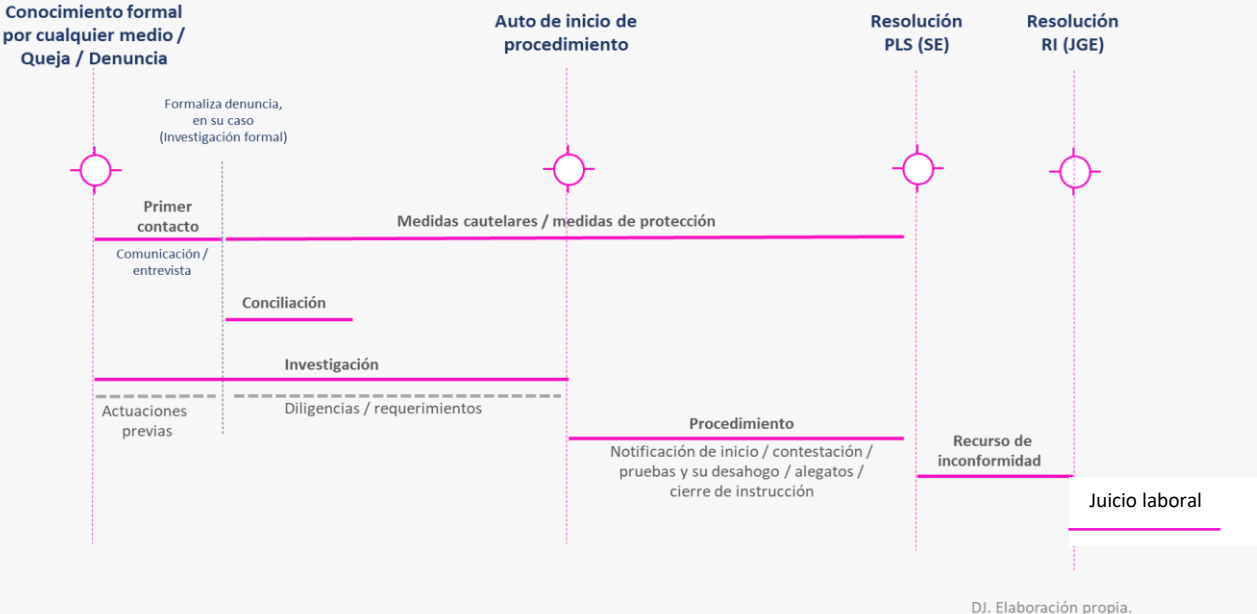 Conocimiento formal
por cualquier medio /
Queja / Denuncia
Auto de inicio de
procedimiento
Resolución
PLS (SE)
Resolución
RI (JGE)
Formaliza denuncia,
en su caso
(Investigación formal)
Primer
contacto
Medidas cautelares / medidas de protección
Comunicación /
entrevista
Conciliación
Investigación
Actuaciones
previas
Diligencias / requerimientos
Procedimiento
Notificación de inicio / contestación /
pruebas y su desahogo / alegatos /
cierre de instrucción
Recurso de
inconformidad
Juicio laboral
DJ. Elaboración propia.